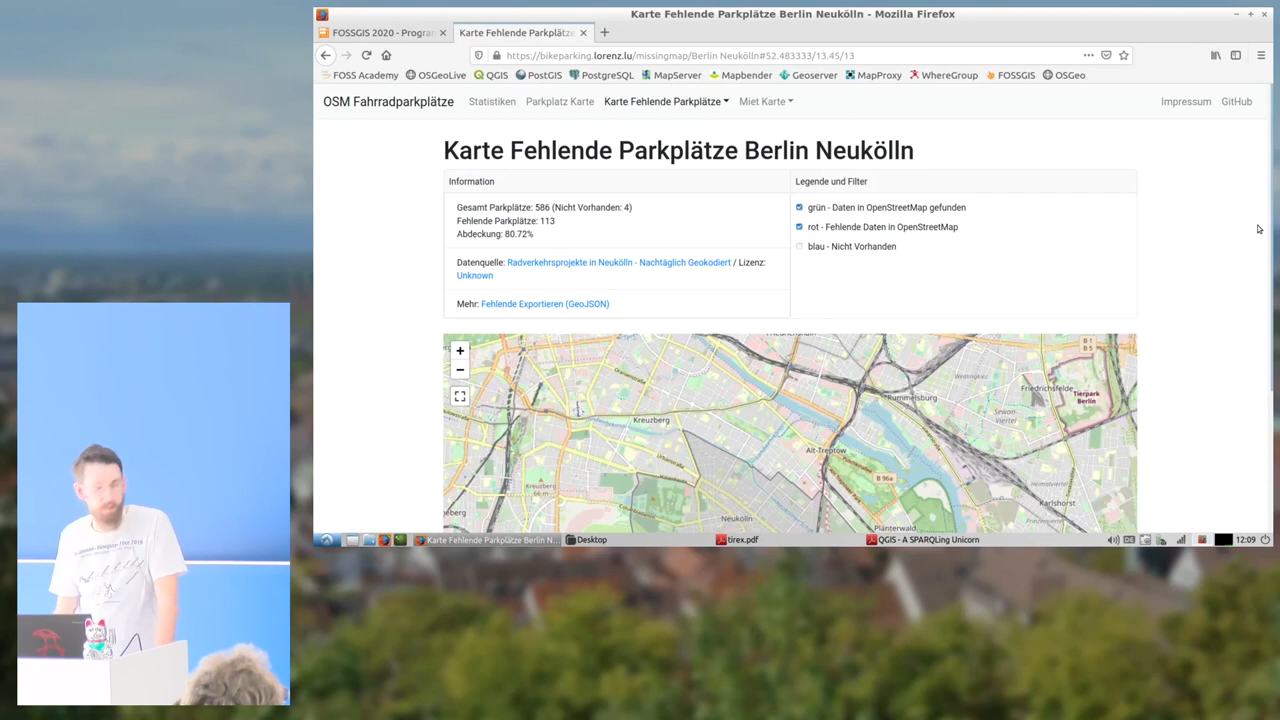 Karte Fehlende Parkplätze Berlin Neukölln - Mozilla Firefox
FOSSGIS 2020 - Progra
Karte Fehlende Parkplätze
https://bikeparking.lorenz.lu/missingmap/Berlin Neukölln#52.483333/13.45/13
FOSS Academy OSGeoLive QGIS PostGIS PostgreSQL MapServer Mapbender Geoserver MapProxy WhereGroup FOSSGIS OSGeo
OSM Fahrradparkplätze Statistiken Parkplatz Karte Karte Fehlende Parkplätze Miet Karte Impressum GitHub
Karte Fehlende Parkplätze Berlin Neukölln
Information
Gesamt Parkplätze: 586 (Nicht Vorhanden: 4)
Fehlende Parkplätze: 113
Abdeckung: 80.72%
Datenquelle: Radverkehrsprojekte in Neukölln - Nachträglich Geokodiert / Lizenz:
Unknown
Mehr: Fehlende Exportieren (GeoJSON)
Legende und Filter
grün - Daten in OpenStreetMap gefunden
rot - Fehlende Daten in OpenStreetMap
blau - Nicht Vorhanden
+
−
B 1
B 5
Friedrichsfelde
Tierpark
Berlin
Rummelsburg
Kreuzberg
Alt-Treptow
B 96a
Karlshorst
66 m
Neukölln
Plänterwald
Karte Fehlende Parkplätze Berlin N...
Desktop
tirex.pdf
QGIS - A SPARQLing Unicorn
DE
12:09